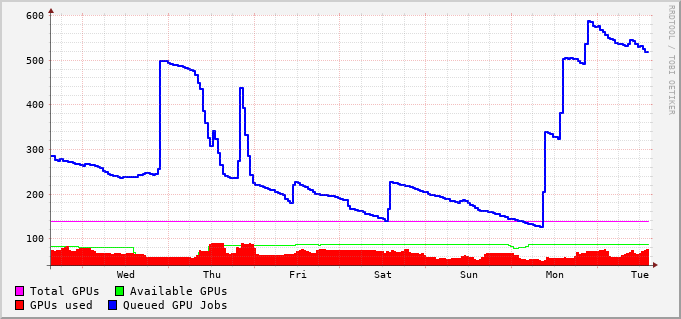 600
500
400
300
200
100
Wed Thu Fri Sat Sun Mon Tue
Total GPUs Available GPUs
GPUs used Queued GPU Jobs
RRDTOOL / TOBI OETIKER